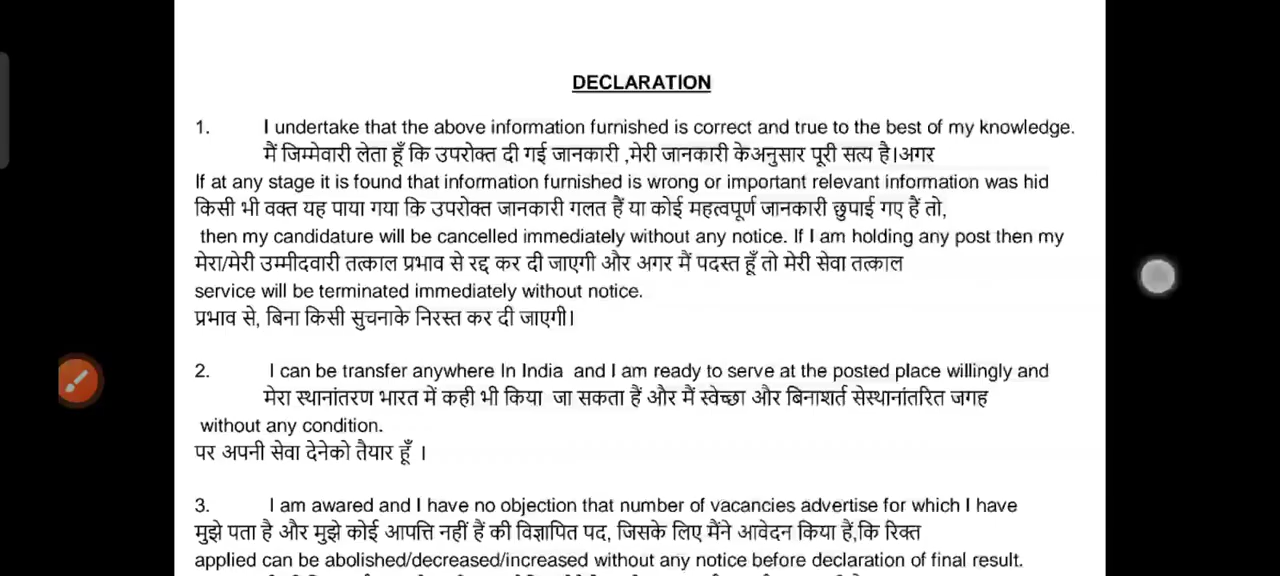 DECLARATION
1. I undertake that the above information furnished is correct and true to the best of my knowledge.
मैं जिम्मेवारी लेता हूँ कि उपरोक्त दी गई जानकारी ,मेरी जानकारी केअनुसार पूरी सत्य है।अगर
If at any stage it is found that information furnished is wrong or important relevant information was hid
किसी भी वक्त यह पाया गया कि उपरोक्त जानकारी गलत हैं या कोई महत्वपूर्ण जानकारी छुपाई गए हैं तो,
then my candidature will be cancelled immediately without any notice. If I am holding any post then my
मेरा/मेरी उम्मीदवारी तत्काल प्रभाव से रद्द कर दी जाएगी और अगर मैं पदस्त हूँ तो मेरी सेवा तत्काल
service will be terminated immediately without notice.
प्रभाव से, बिना किसी सुचनाके निरस्त कर दी जाएगी।
2. I can be transfer anywhere In India and I am ready to serve at the posted place willingly and
मेरा स्थानांतरण भारत में कही भी किया जा सकता हैं और मैं स्वेच्छा और बिनाशर्त सेस्थानांतरित जगह
without any condition.
पर अपनी सेवा देनेको तैयार हूँ ।
3. I am awared and I have no objection that number of vacancies advertise for which I have
मुझे पता है और मुझे कोई आपत्ति नहीं हैं की विज्ञापित पद, जिसके लिए मैंने आवेदन किया हैं,कि रिक्त
applied can be abolished/decreased/increased without any notice before declaration of final result.